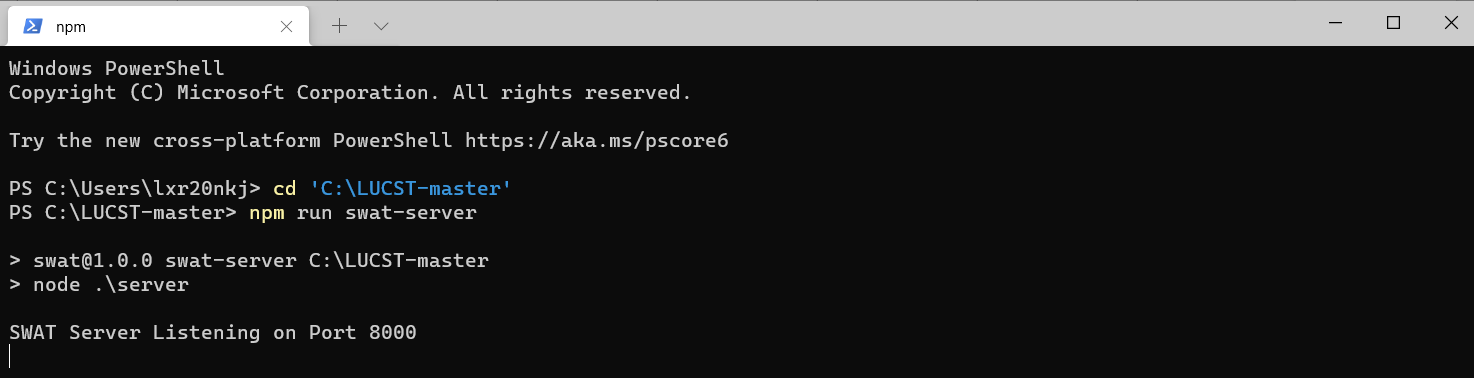 npm
Windows PowerShell
Copyright (C) Microsoft Corporation. All rights reserved.
Try the new cross-platform PowerShell https://aka.ms/pscore6
PS C:\Users\lxr20nkj> cd 'C:\LUCST-master'
PS C:\LUCST-master> npm run swat-server
> swat@1.0.0 swat-server C:\LUCST-master
> node .\server
SWAT Server Listening on Port 8000